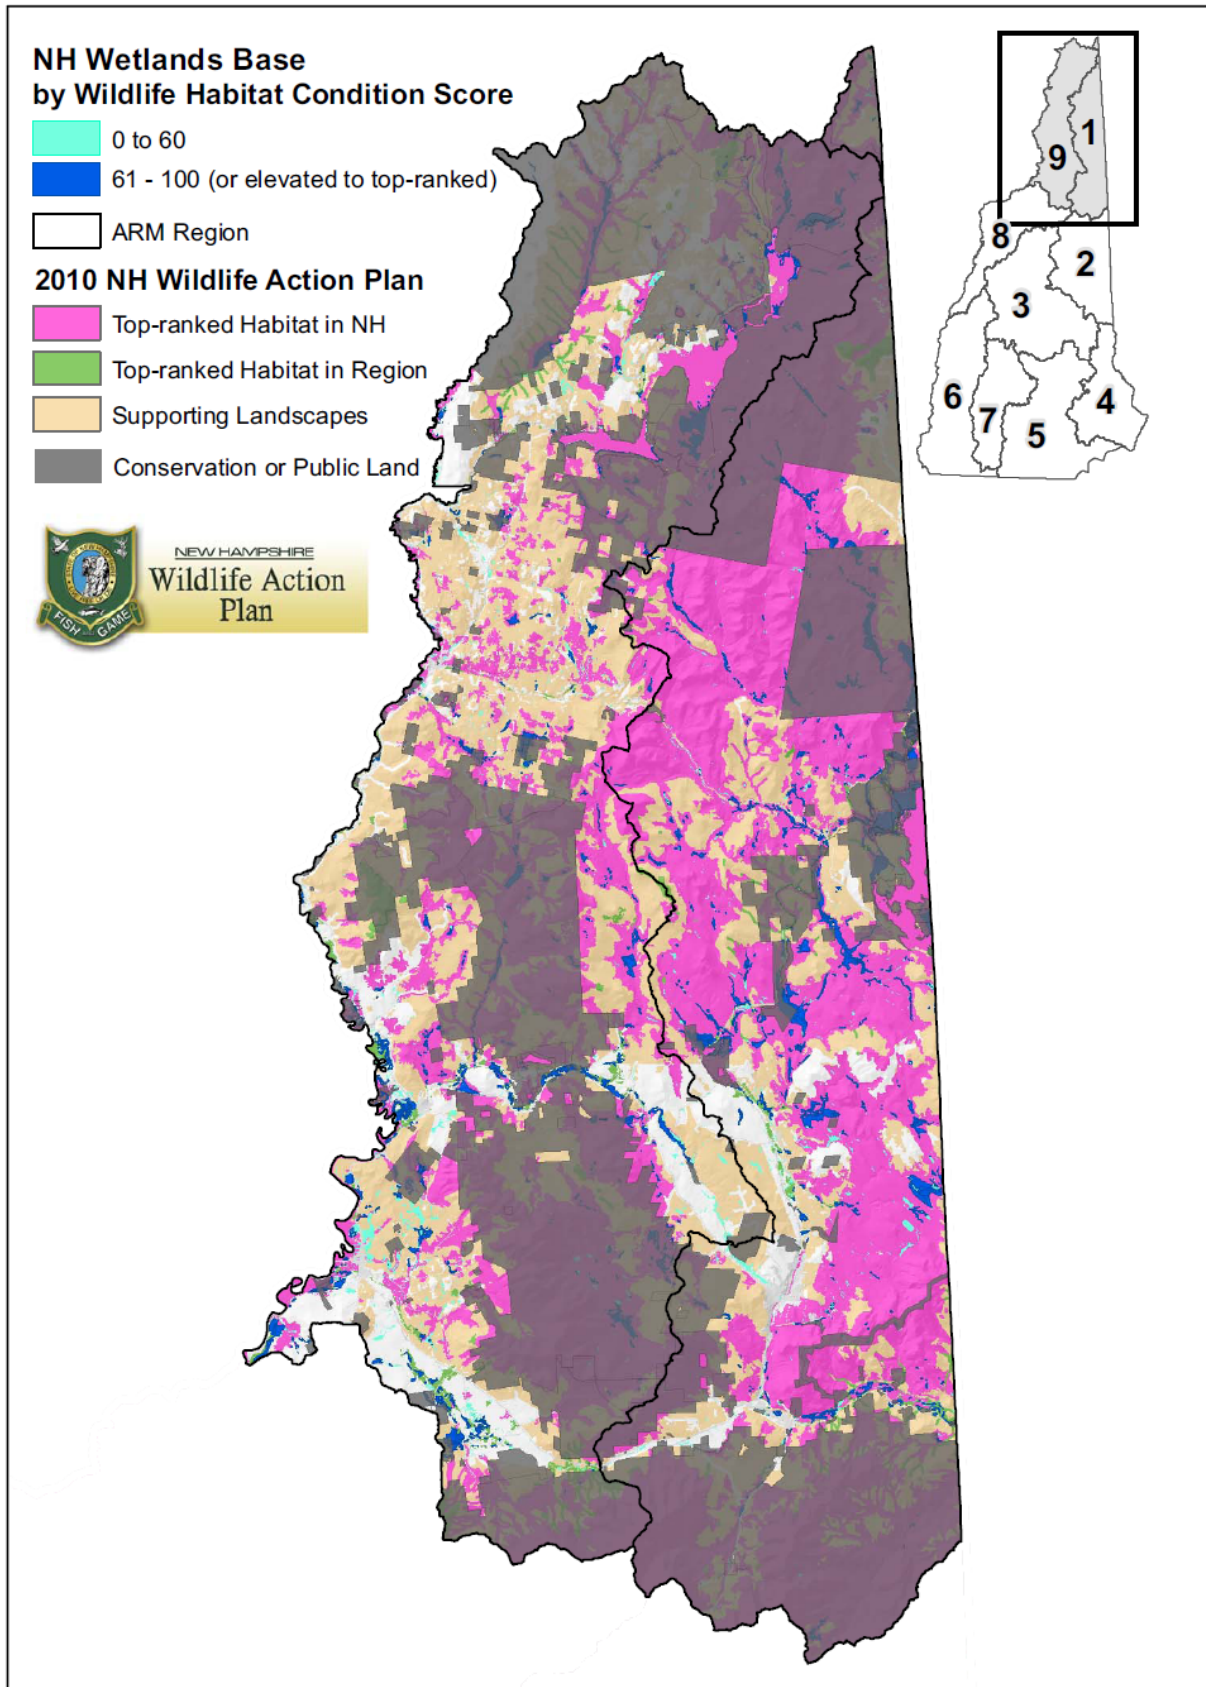 NH Wetlands Base
by Wildlife Habitat Condition Score
0 to 60
61 - 100 (or elevated to top-ranked)
ARM Region
2010 NH Wildlife Action Plan
Top-ranked Habitat in NH
Top-ranked Habitat in Region
Supporting Landscapes
Conservation or Public Land
NEW HAMPSHIRE
Wildlife Action
Plan
FISH AND GAME
1
9
8
2
3
6
7
5
4